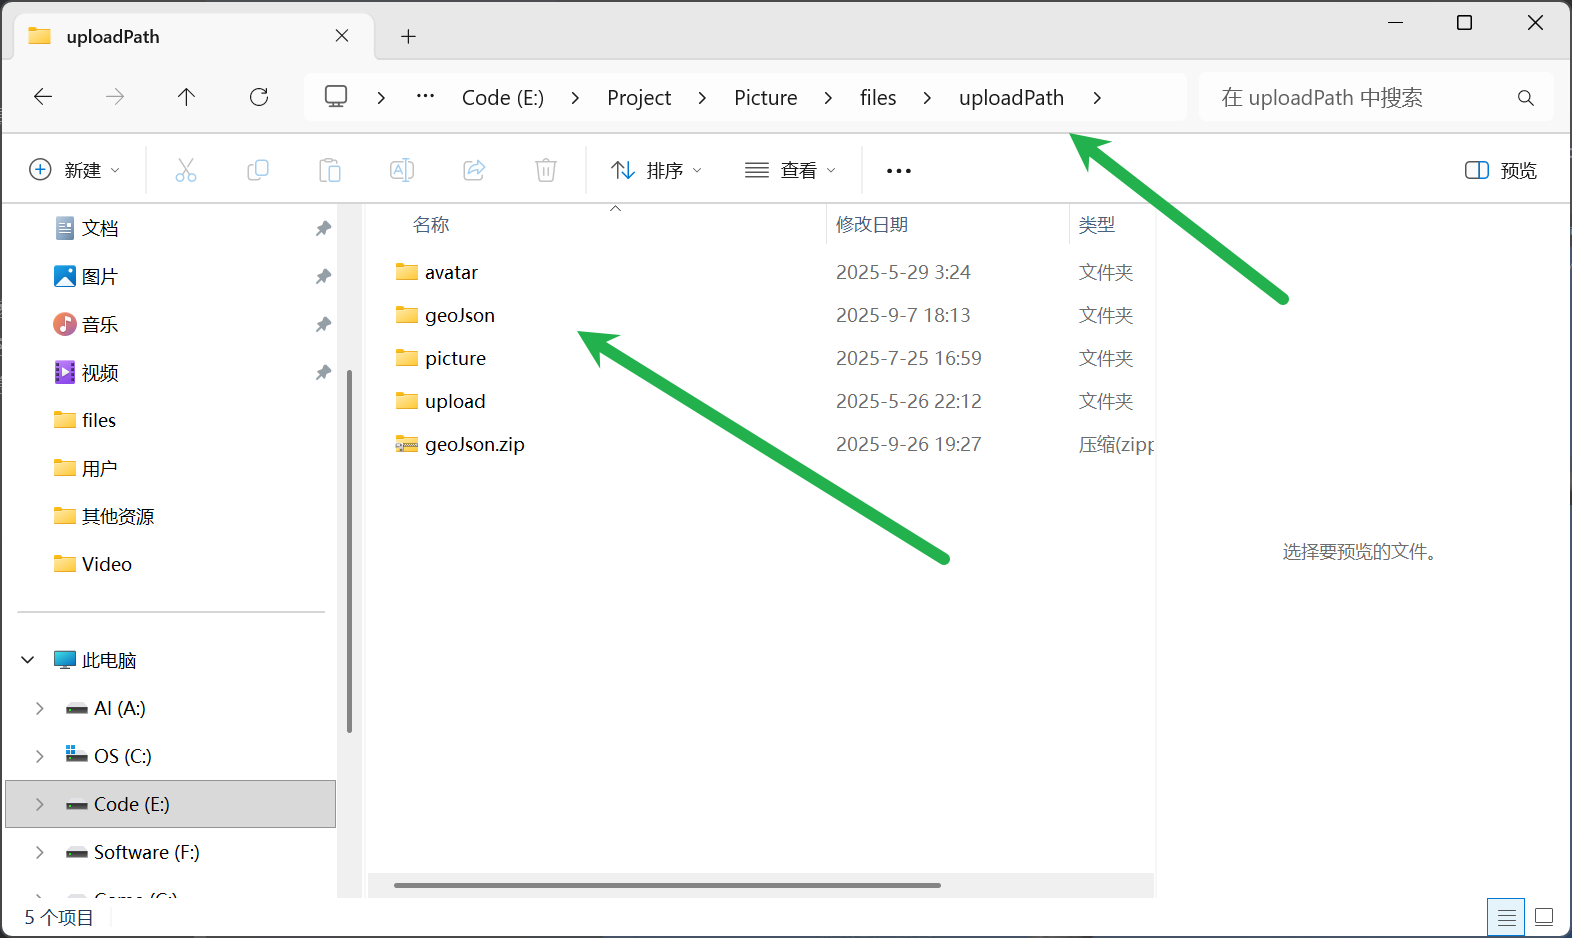 uploadPath
Code (E:) Project Picture files uploadPath
在 uploadPath 中搜索
新建 排序 查看 预览
名称 修改日期 类型
avatar 2025-5-29 3:24 文件夹
geoJson 2025-9-7 18:13 文件夹
picture 2025-7-25 16:59 文件夹
upload 2025-5-26 22:12 文件夹
geoJson.zip 2025-9-26 19:27 压缩(zipp
文档
图片
音乐
视频
files
用户
其他资源
Video
此电脑
AI (A:)
OS (C:)
Code (E:)
Software (F:)
选择要预览的文件。
5 个项目